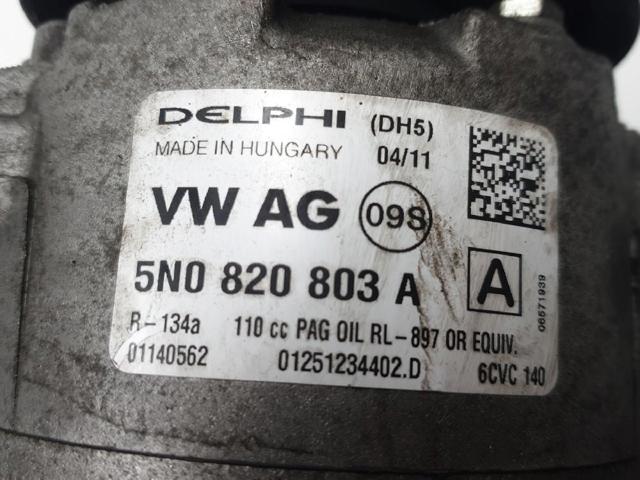 DELPHI (DH5)
MADE IN HUNGARY 04/11
VW AG 098
5N0 820 803 A A
06571939
R-134a 110 cc PAG OIL RL-897 OR EQUIV.
01140562 01251234402.D 6CVC 140